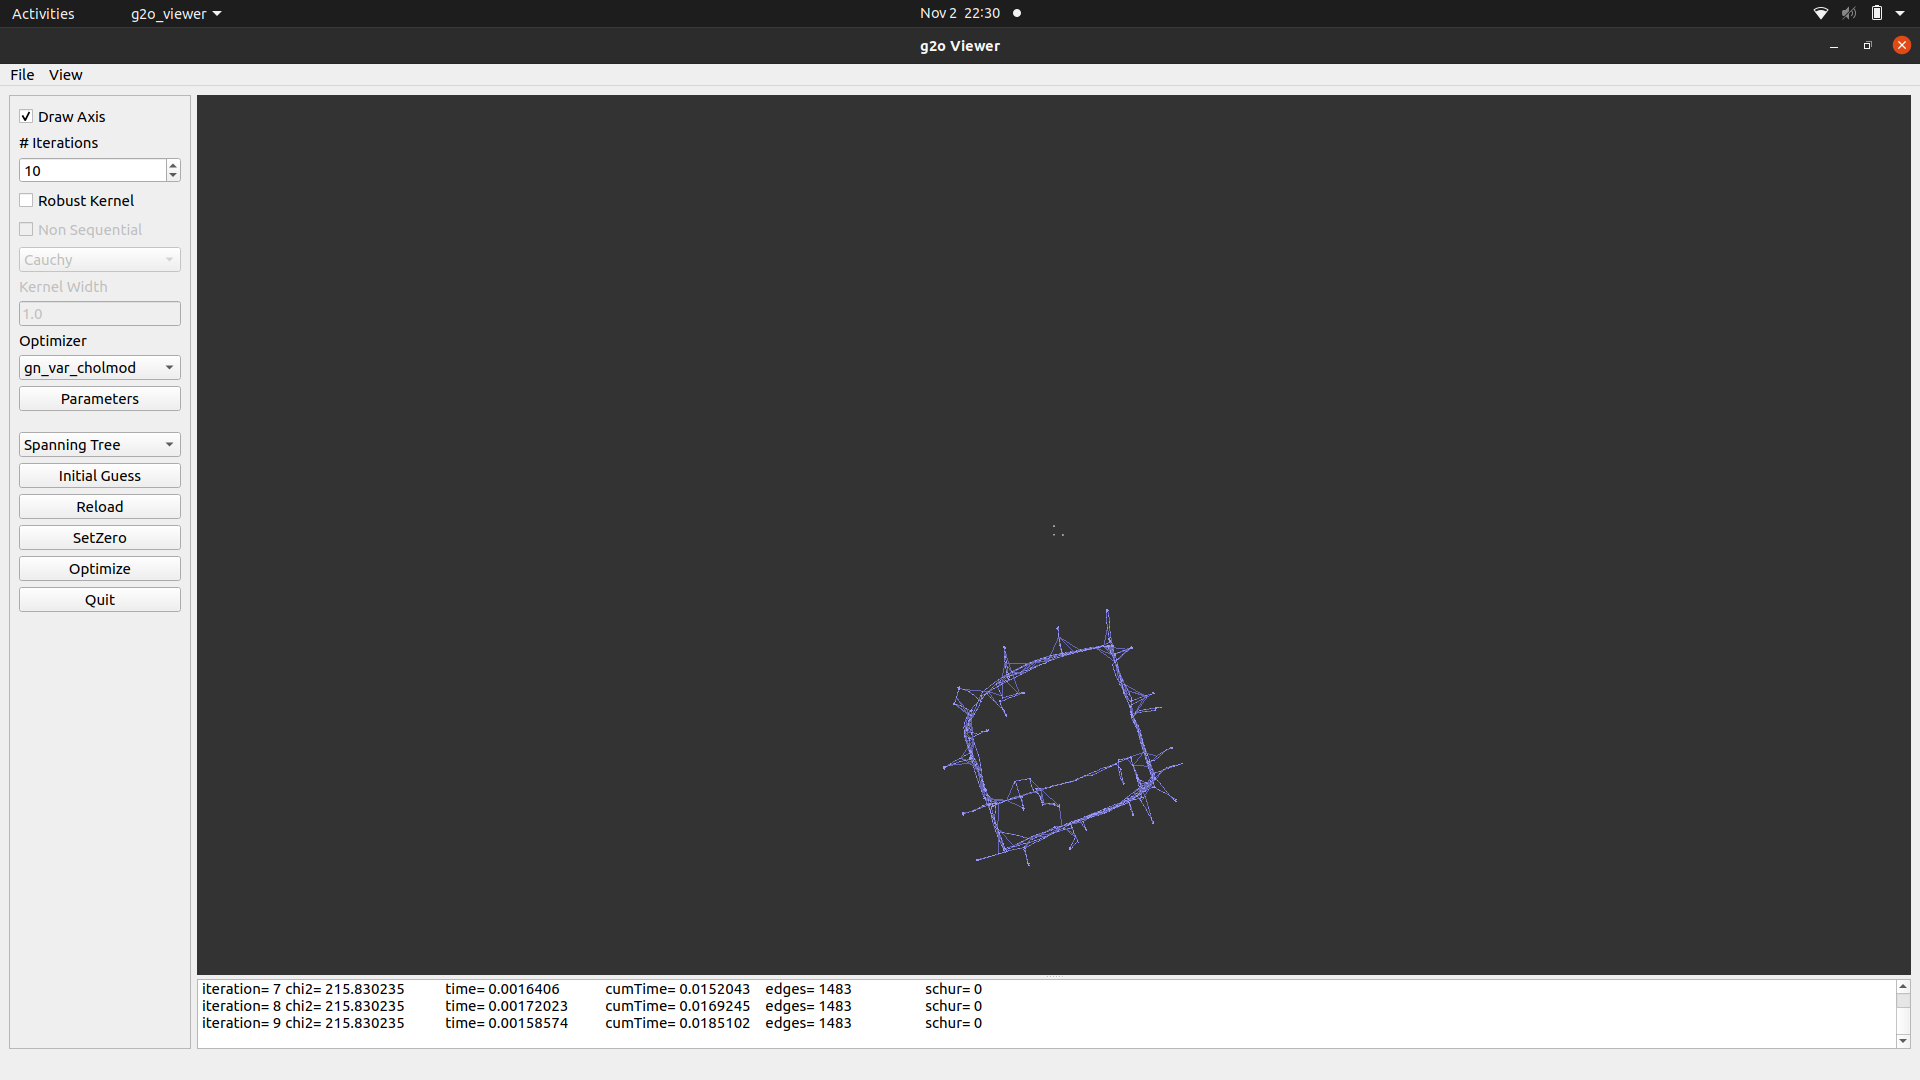 Activities g2o_viewer Nov 2 22:30
g2o Viewer
File View
Draw Axis
# Iterations
10
Robust Kernel
Non Sequential
Cauchy
Kernel Width
1.0
Optimizer
gn_var_cholmod
Parameters
Spanning Tree
Initial Guess
Reload
SetZero
Optimize
Quit
iteration= 7 chi2= 215.830235 time= 0.0016406 cumTime= 0.0152043 edges= 1483 schur= 0
iteration= 8 chi2= 215.830235 time= 0.00172023 cumTime= 0.0169245 edges= 1483 schur= 0
iteration= 9 chi2= 215.830235 time= 0.00158574 cumTime= 0.0185102 edges= 1483 schur= 0